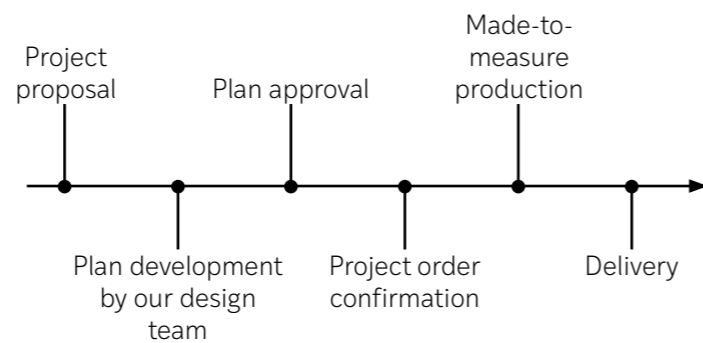 Project
proposal
Plan development
by our design
team
Plan approval
Project order
confirmation
Made-to-
measure
production
Delivery